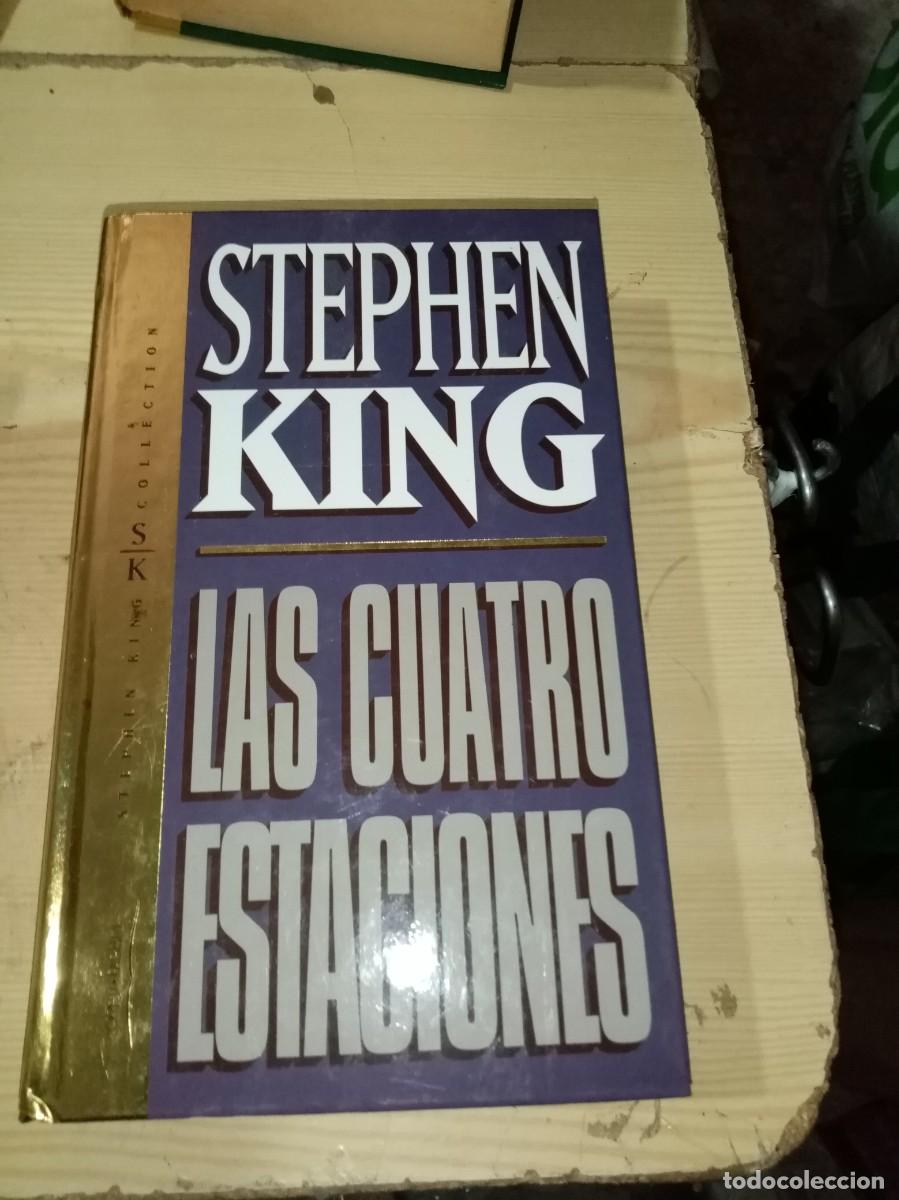 STEPHEN
KING
LAS CUATRO
ESTACIONES
STEPHEN KING SK COLLECTION
todocoleccion